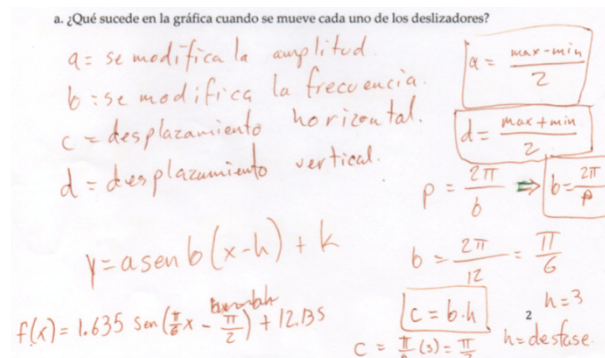 a. ¿Qué sucede en la gráfica cuando se mueve cada uno de los deslizadores?
a = se modifica la amplitud.
b : se modifica la frecuencia.
c = desplazamiento horizontal.
d = desplazamiento vertical.
a = max - min / 2
d = max + min / 2
P = 2π / b ⇒ b = 2π / P
y = a sen b (x - h) + k
b = 2π / 12 = π / 6
c = b · h
h = 3
2
h = desfase.
f(x) = 1.635 sen (π/6 x - π/2) + 12.135
c = π/6 (3) = π/2